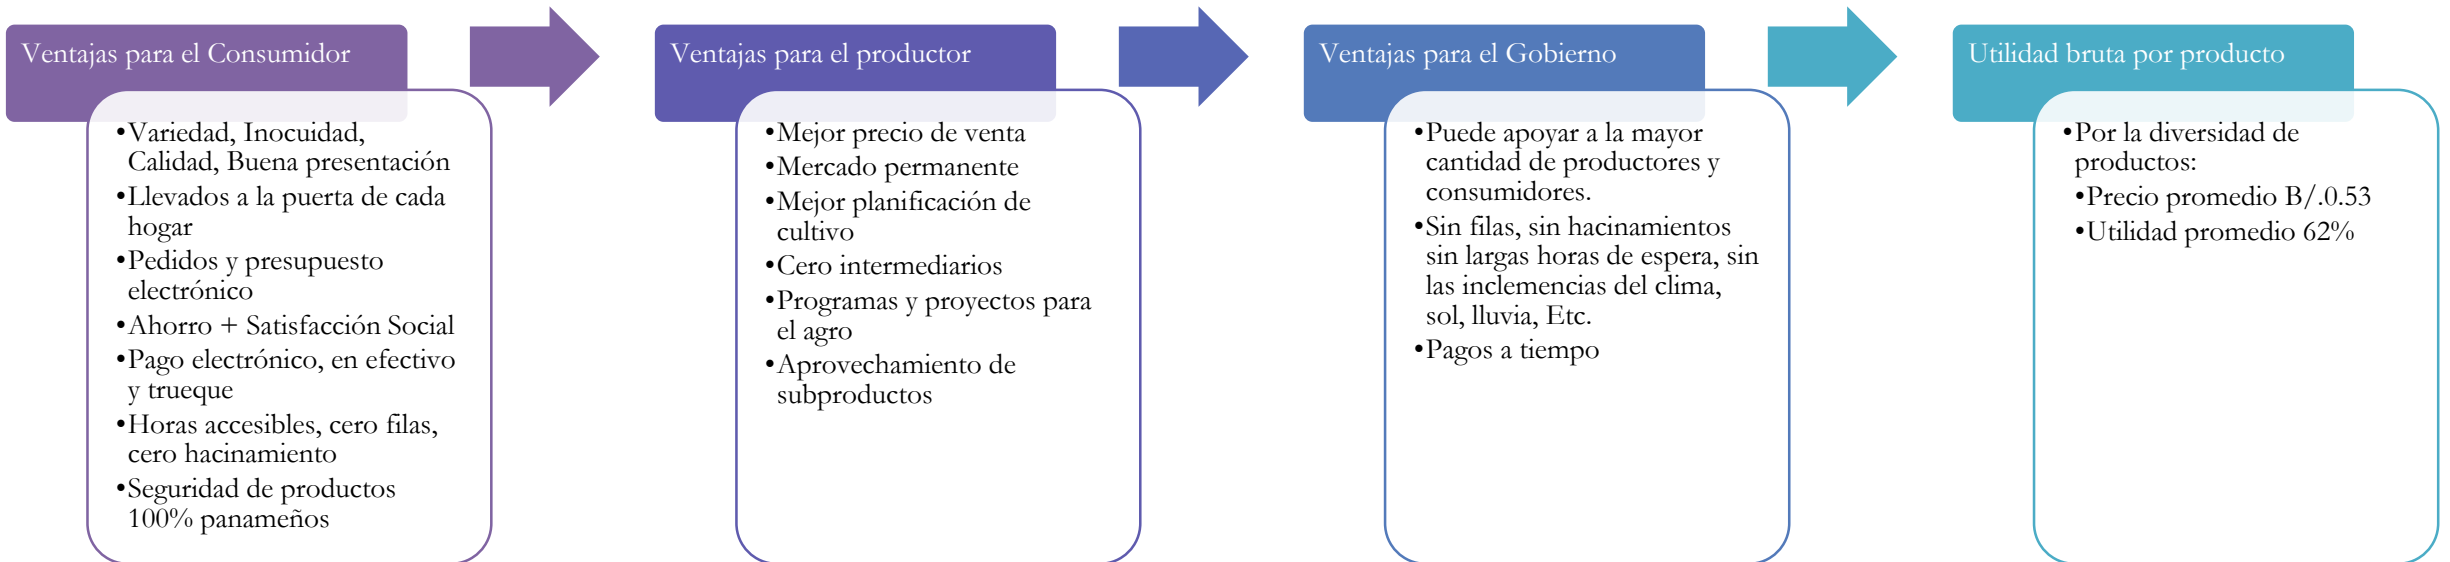 Ventajas para el Consumidor
•Variedad, Inocuidad,
Calidad, Buena presentación
•Llevados a la puerta de cada
hogar
•Pedidos y presupuesto
electrónico
•Ahorro + Satisfacción Social
•Pago electrónico, en efectivo
y trueque
•Horas accesibles, cero filas,
cero hacinamiento
•Seguridad de productos
100% panameños
Ventajas para el productor
•Mejor precio de venta
•Mercado permanente
•Mejor planificación de
cultivo
•Cero intermediarios
•Programas y proyectos para
el agro
•Aprovechamiento de
subproductos
Ventajas para el Gobierno
•Puede apoyar a la mayor
cantidad de productores y
consumidores.
•Sin filas, sin hacinamientos
sin largas horas de espera, sin
las inclemencias del clima,
sol, lluvia, Etc.
•Pagos a tiempo
Utilidad bruta por producto
•Por la diversidad de
productos:
•Precio promedio B/.0.53
•Utilidad promedio 62%